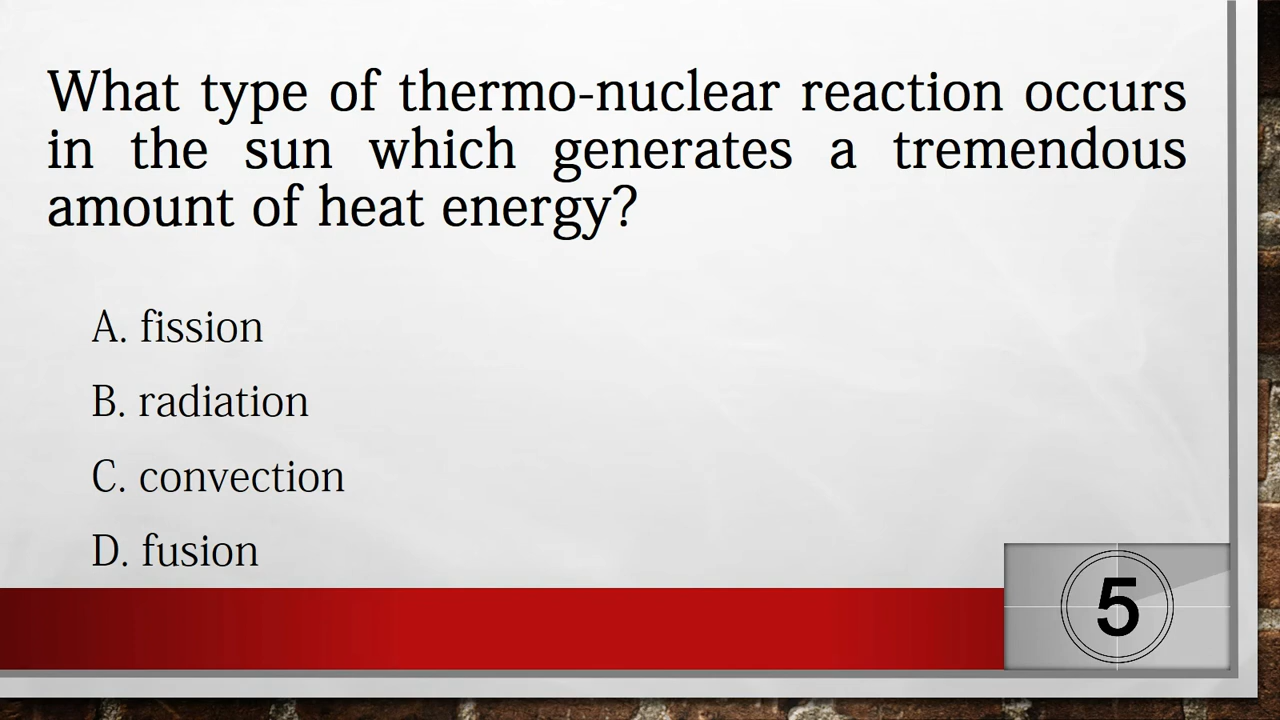 What type of thermo-nuclear reaction occurs
in the sun which generates a tremendous
amount of heat energy?
A. fission
B. radiation
C. convection
D. fusion
5